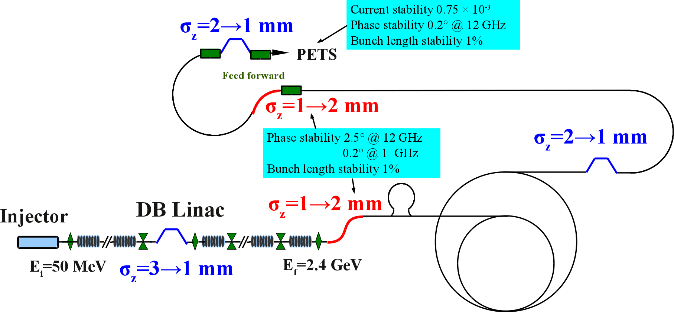 Current stability 0.75 × 10⁻³
Phase stability 0.2° @ 12 GHz
Bunch length stability 1%
σz=2→1 mm
PETS
Feed forward
σz=1→2 mm
Phase stability 2.5° @ 12 GHz
0.2° @ 1 GHz
Bunch length stability 1%
σz=2→1 mm
σz=1→2 mm
Injector
DB Linac
Ei=50 MeV
σz=3→1 mm
Ef=2.4 GeV